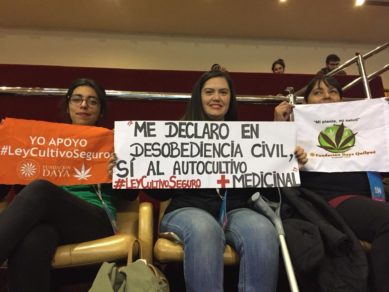 YO APOYO
#LeyCultivoSeguro
FUNDACIÓN
DAYA
"ME DECLARO EN
DESOBEDIENCIA CIVIL,
SÍ AL AUTOCULTIVO
#LEYCULTIVOSEGURO + MEDICINAL
"Mi planta, mi salud"
Fundación Daya Quilpué